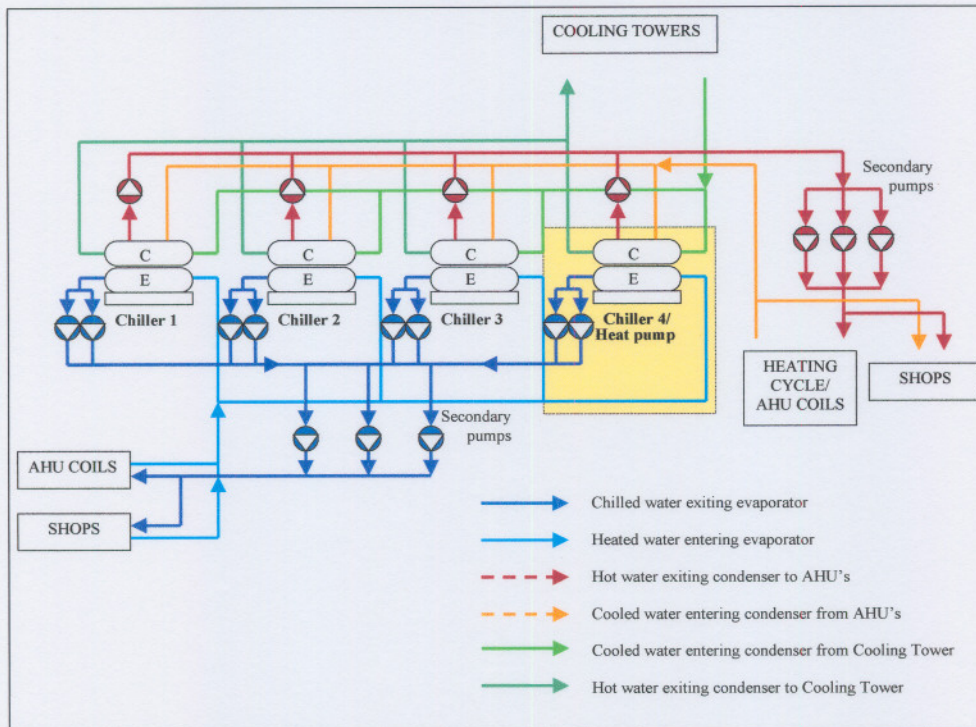 COOLING TOWERS
Secondary
pumps
C
C
C
C
E
E
E
E
Chiller 1
Chiller 2
Chiller 3
Chiller 4/
Heat pump
HEATING
CYCLE/
AHU COILS
SHOPS
Secondary
pumps
AHU COILS
SHOPS
Chilled water exiting evaporator
Heated water entering evaporator
Hot water exiting condenser to AHU's
Cooled water entering condenser from AHU's
Cooled water entering condenser from Cooling Tower
Hot water exiting condenser to Cooling Tower